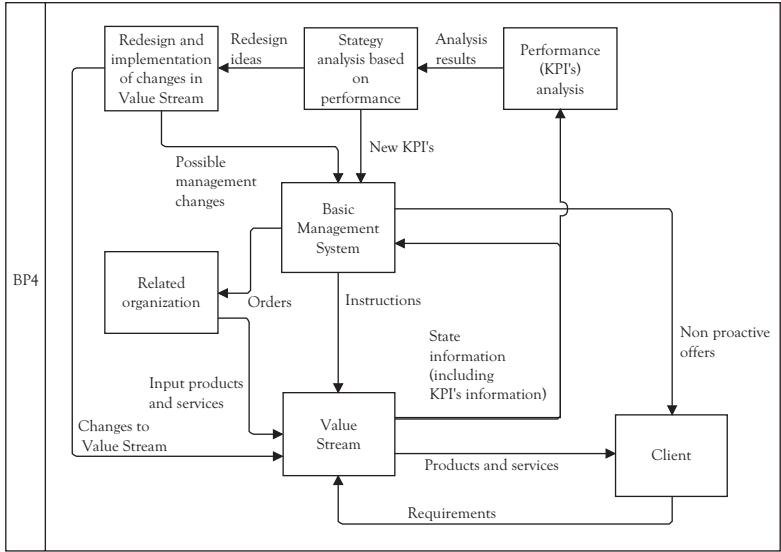 Redesign and
implementation
of changes in
Value Stream
Redesign
ideas
Stategy
analysis based
on
performance
Analysis
results
Performance
(KPI's)
analysis
Possible
management
changes
New KPI's
Basic
Management
System
BP4
Related
organization
Orders
Instructions
Non proactive
offers
State
information
(including
KPI's information)
Input products
and services
Changes to
Value Stream
Value
Stream
Products and services
Client
Requirements